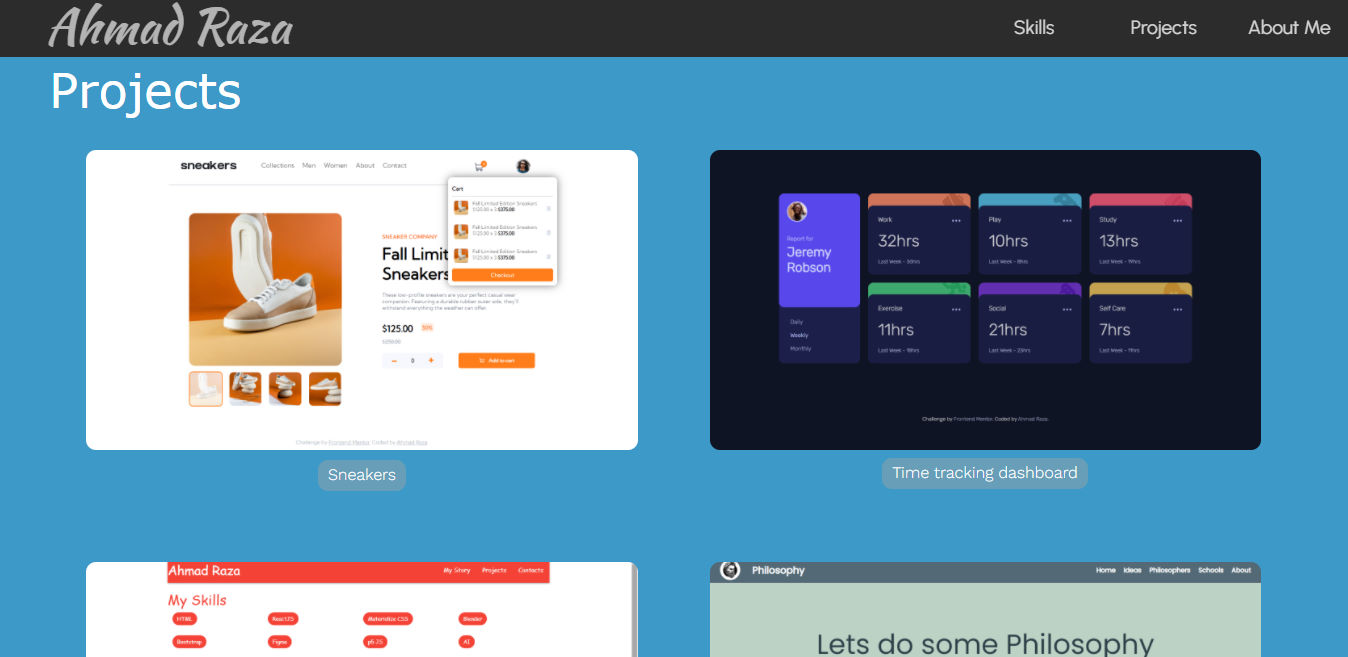 Ahmad Raza
Skills Projects About Me
Projects
sneakers
Collections Men Women About Contact
Cart
Fall Limited Edition Sneakers
$125.00 x 3 $375.00
Fall Limited Edition Sneakers
$125.00 x 3 $375.00
Fall Limited Edition Sneakers
$125.00 x 3 $375.00
Checkout
SNEAKER COMPANY
Fall Limit
Sneakers
These low-profile sneakers are your perfect casual wear
companion. Featuring a durable rubber outer sole, they'll
withstand everything the weather can offer.
$125.00 50%
$250.00
0
Add to cart
Challenge by Frontend Mentor. Coded by Ahmad Raza
Sneakers
Report for
Jeremy
Robson
Daily
Weekly
Monthly
Work
32hrs
Last Week - 36hrs
Play
10hrs
Last Week - 8hrs
Study
13hrs
Last Week - 19hrs
Exercise
11hrs
Last Week - 18hrs
Social
21hrs
Last Week - 23hrs
Self Care
7hrs
Last Week - 11hrs
Challenge by Frontend Mentor. Coded by Ahmad Raza.
Time tracking dashboard
Ahmad Raza
My Story Projects Contacts
My Skills
HTML ReactJS Materialize CSS Blender
Bootstrap Figma p5 JS AI
Philosophy
Home Ideas Philosophers Schools About
Lets do some Philosophy